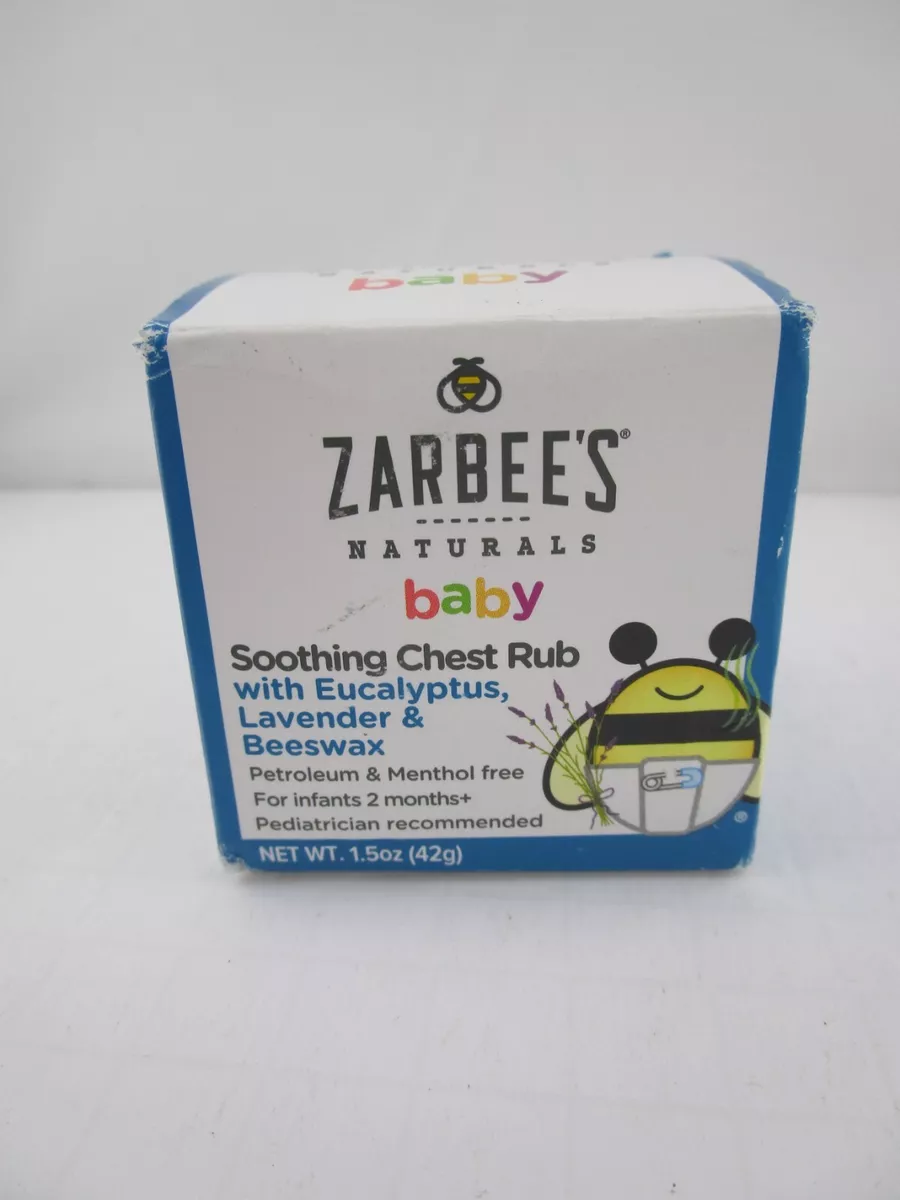 baby
ZARBEE'S®
NATURALS
baby
Soothing Chest Rub
with Eucalyptus,
Lavender &
Beeswax
Petroleum & Menthol free
For infants 2 months+
Pediatrician recommended
®
NET WT. 1.5oz (42g)